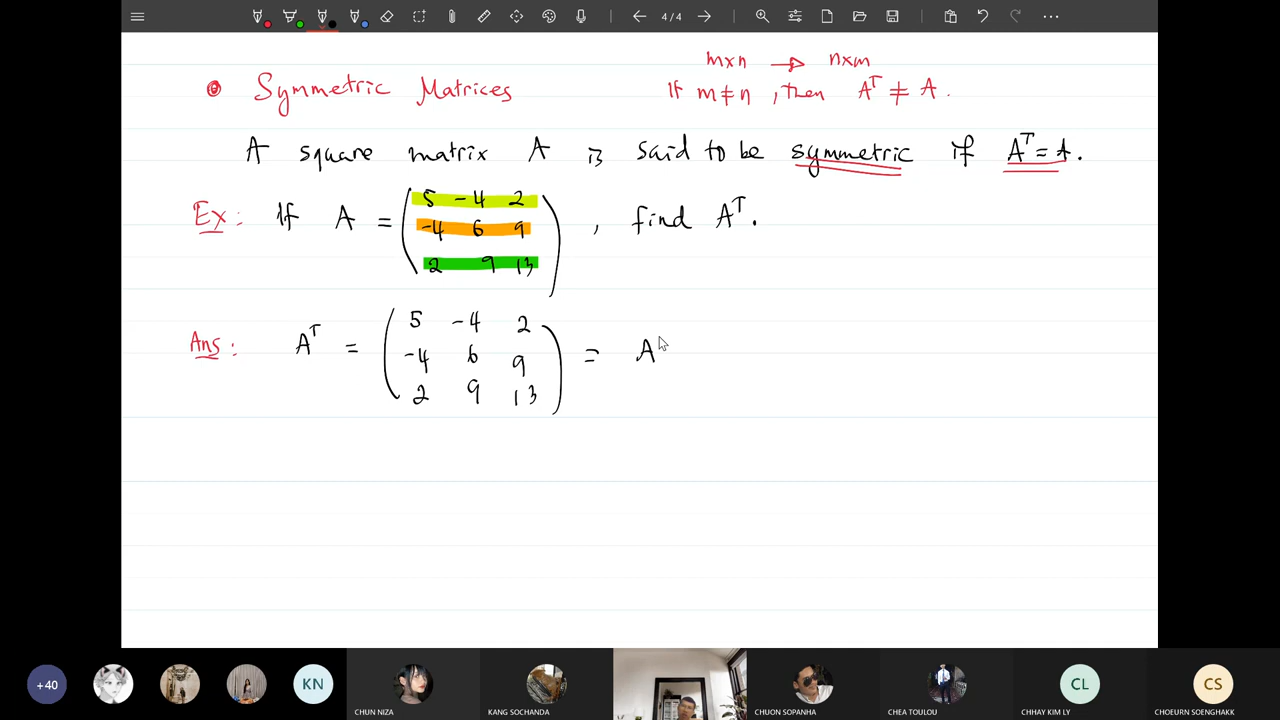 4/4
m×n → n×m
• Symmetric Matrices
If m ≠ n , then Aᵀ ≠ A .
A square matrix A is said to be symmetric if Aᵀ = A.
Ex : If A = ( 5 -4 2
-4 6 9
2 9 13 ) , find Aᵀ.
Ans : Aᵀ = ( 5 -4 2
-4 6 9
2 9 13 ) = A
+40
KN
CHUN NIZA
KANG SOCHANDA
CHUON SOPANHA
CHEA TOULOU
CL
CHHAY KIM LY
CS
CHOEURN SOENGHAKK